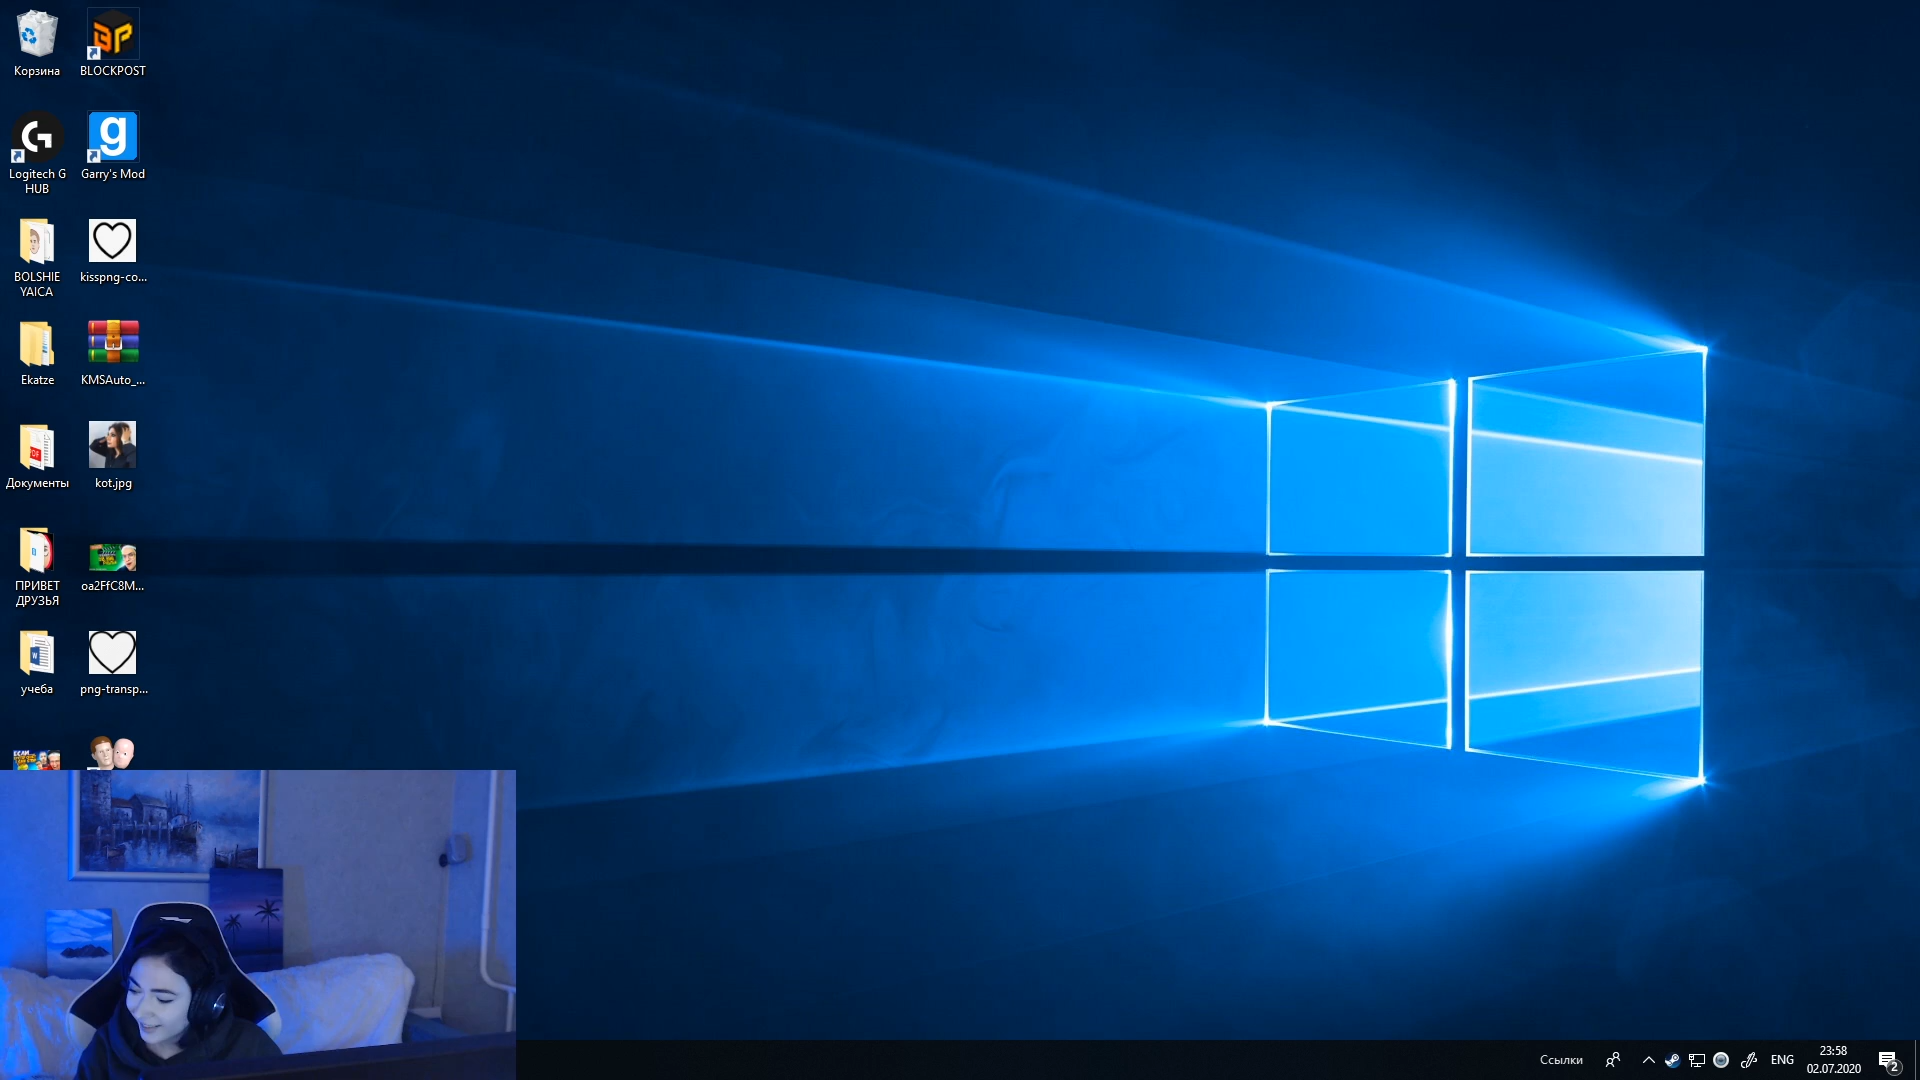 Корзина
BLOCKPOST
Logitech G
HUB
Garry's Mod
BOLSHIE
YAICA
kisspng-co...
Ekatze
KMSAuto_...
Документы
kot.jpg
ПРИВЕТ
ДРУЗЬЯ
oa2FfC8M...
учеба
png-transp...
Ссылки
ENG
23:58
02.07.2020
2